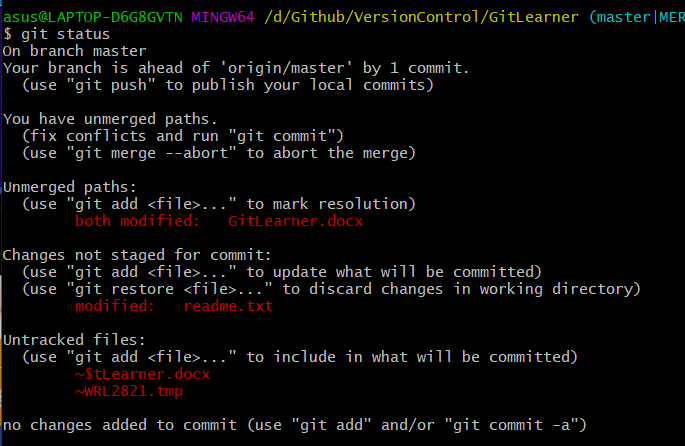 asus@LAPTOP-D6G8GVTN MINGW64 /d/Github/VersionControl/GitLearner (master|MER
$ git status
On branch master
Your branch is ahead of 'origin/master' by 1 commit.
  (use "git push" to publish your local commits)

You have unmerged paths.
  (fix conflicts and run "git commit")
  (use "git merge --abort" to abort the merge)

Unmerged paths:
  (use "git add <file>..." to mark resolution)
        both modified:   GitLearner.docx

Changes not staged for commit:
  (use "git add <file>..." to update what will be committed)
  (use "git restore <file>..." to discard changes in working directory)
        modified:   readme.txt

Untracked files:
  (use "git add <file>..." to include in what will be committed)
        ~$tLearner.docx
        ~WRL2821.tmp

no changes added to commit (use "git add" and/or "git commit -a")